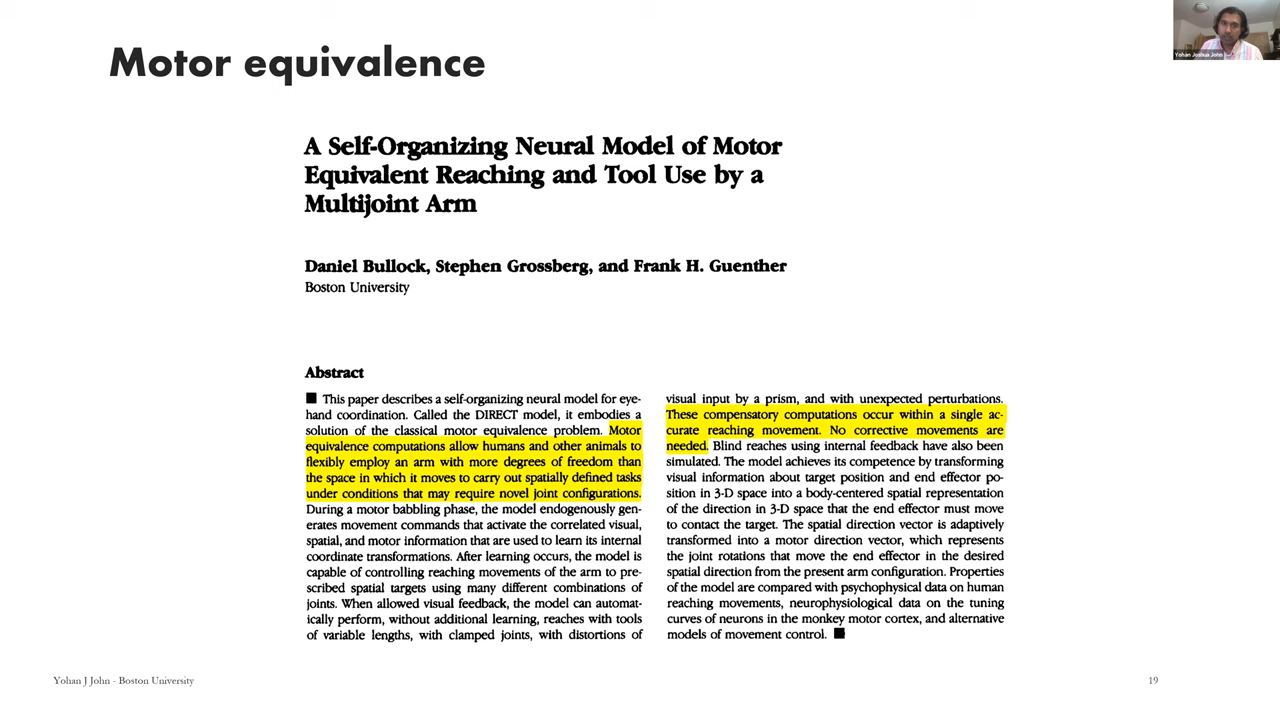 Motor equivalence
Yohan Joshua John
A Self-Organizing Neural Model of Motor
Equivalent Reaching and Tool Use by a
Multijoint Arm
Daniel Bullock, Stephen Grossberg, and Frank H. Guenther
Boston University
Abstract
■ This paper describes a self-organizing neural model for eye-
hand coordination. Called the DIRECT model, it embodies a
solution of the classical motor equivalence problem. Motor
equivalence computations allow humans and other animals to
flexibly employ an arm with more degrees of freedom than
the space in which it moves to carry out spatially defined tasks
under conditions that may require novel joint configurations.
During a motor babbling phase, the model endogenously gen-
erates movement commands that activate the correlated visual,
spatial, and motor information that are used to learn its internal
coordinate transformations. After learning occurs, the model is
capable of controlling reaching movements of the arm to pre-
scribed spatial targets using many different combinations of
joints. When allowed visual feedback, the model can automat-
ically perform, without additional learning, reaches with tools
of variable lengths, with clamped joints, with distortions of
visual input by a prism, and with unexpected perturbations.
These compensatory computations occur within a single ac-
curate reaching movement. No corrective movements are
needed. Blind reaches using internal feedback have also been
simulated. The model achieves its competence by transforming
visual information about target position and end effector po-
sition in 3-D space into a body-centered spatial representation
of the direction in 3-D space that the end effector must move
to contact the target. The spatial direction vector is adaptively
transformed into a motor direction vector, which represents
the joint rotations that move the end effector in the desired
spatial direction from the present arm configuration. Properties
of the model are compared with psychophysical data on human
reaching movements, neurophysiological data on the tuning
curves of neurons in the monkey motor cortex, and alternative
models of movement control. ■
Yohan J John - Boston University
19